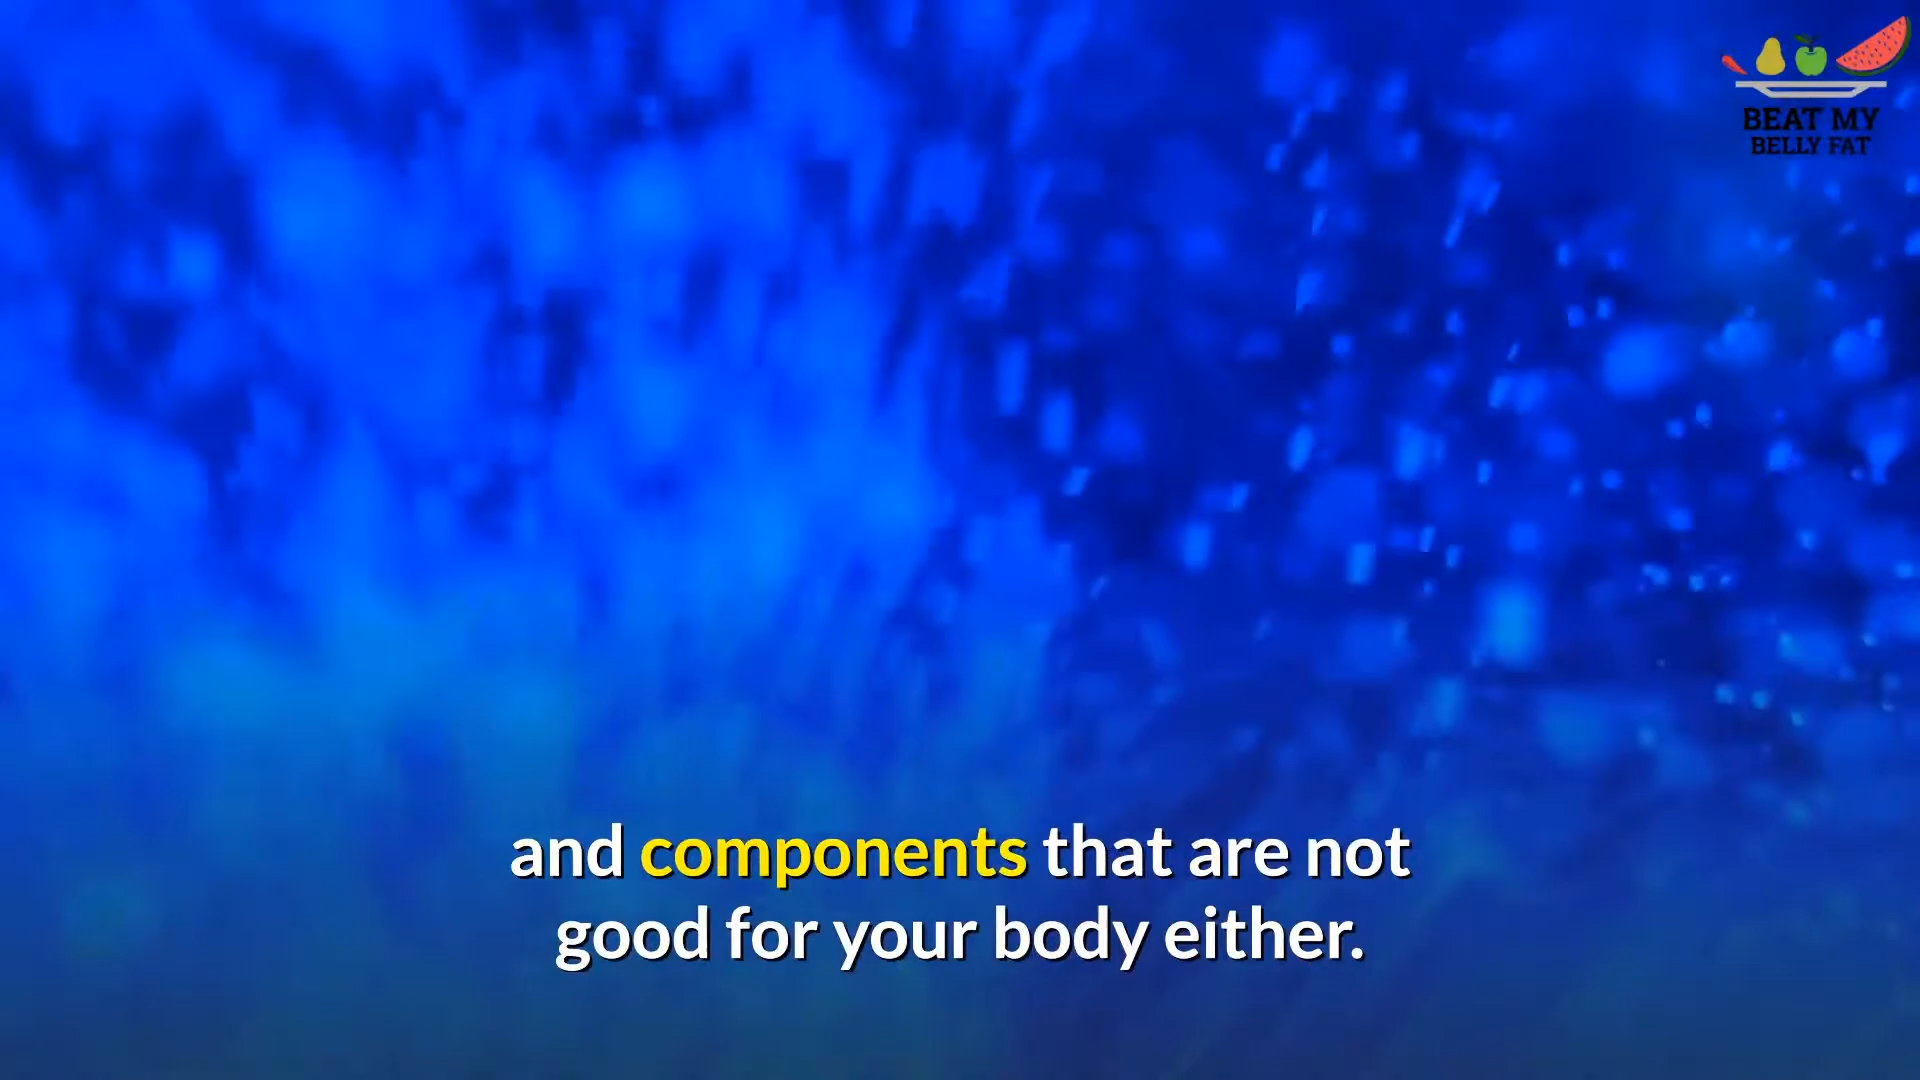 BEAT MY
BELLY FAT
and components that are not
good for your body either.